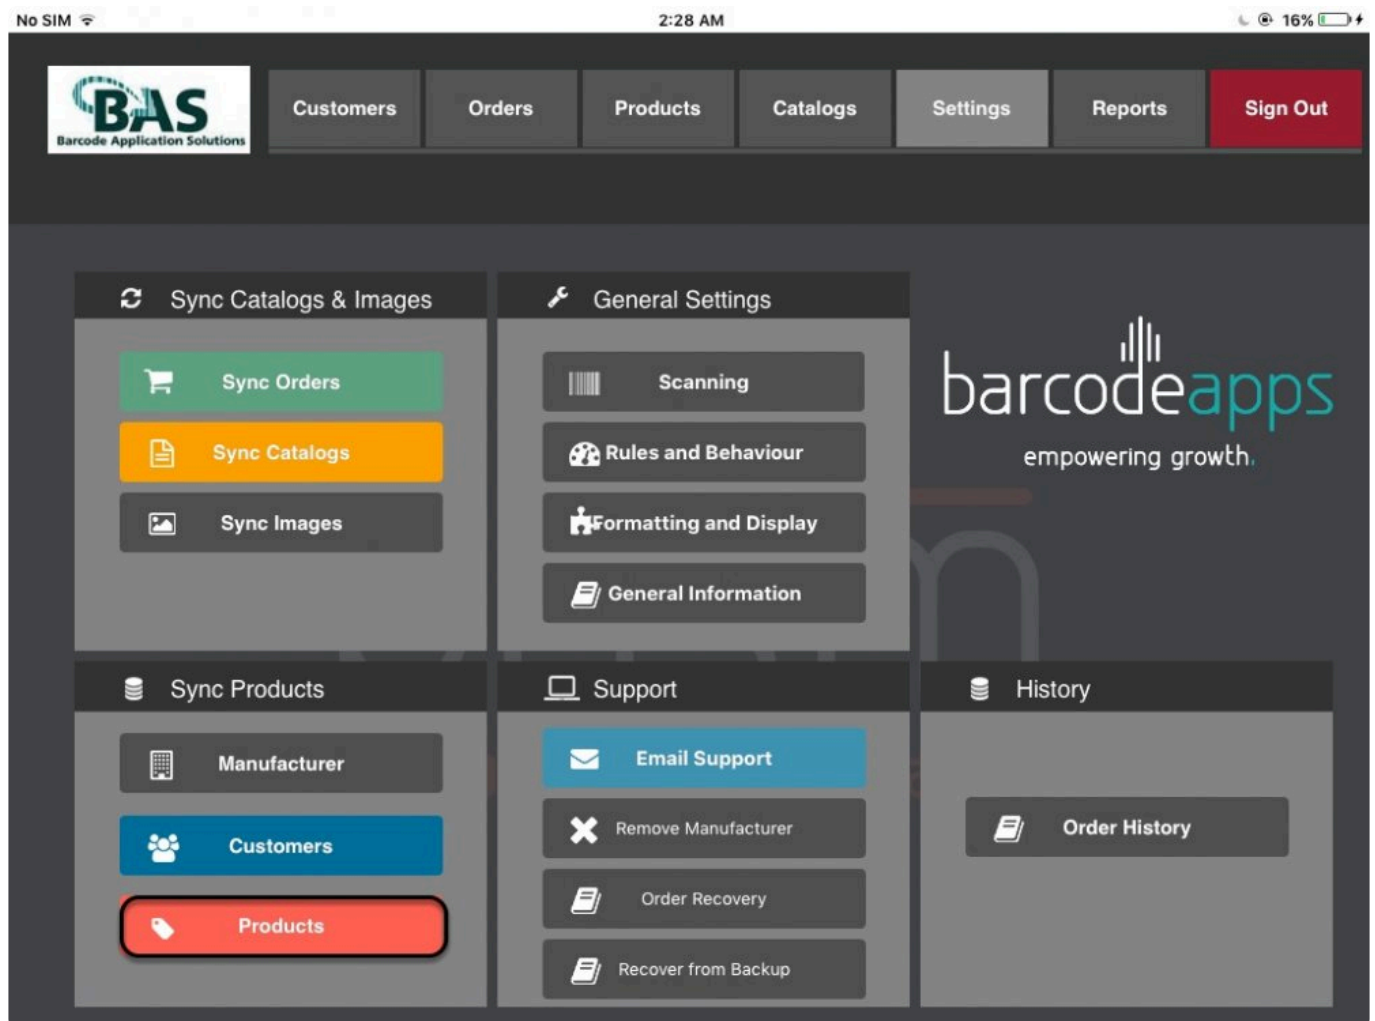 No SIM 2:28 AM 16%
BAS
Barcode Application Solutions
Customers Orders Products Catalogs Settings Reports Sign Out
Sync Catalogs & Images
Sync Orders
Sync Catalogs
Sync Images
General Settings
Scanning
Rules and Behaviour
Formatting and Display
General Information
barcodeapps
empowering growth.
Sync Products
Manufacturer
Customers
Products
Support
Email Support
Remove Manufacturer
Order Recovery
Recover from Backup
History
Order History